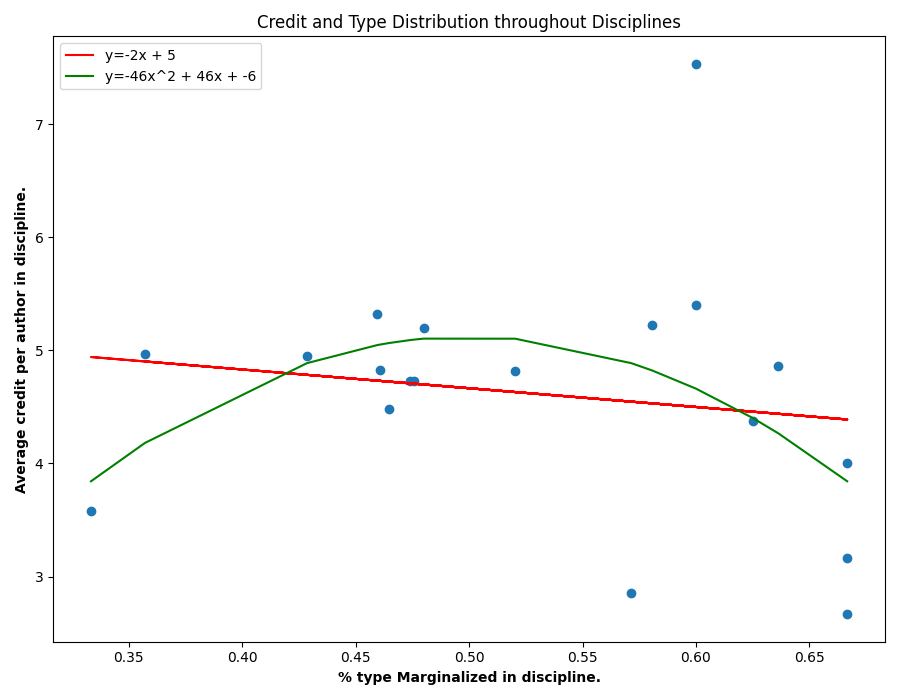 Credit and Type Distribution throughout Disciplines
y=-2x + 5
y=-46x^2 + 46x + -6
Average credit per author in discipline.
7
6
5
4
3
0.35 0.40 0.45 0.50 0.55 0.60 0.65
% type Marginalized in discipline.